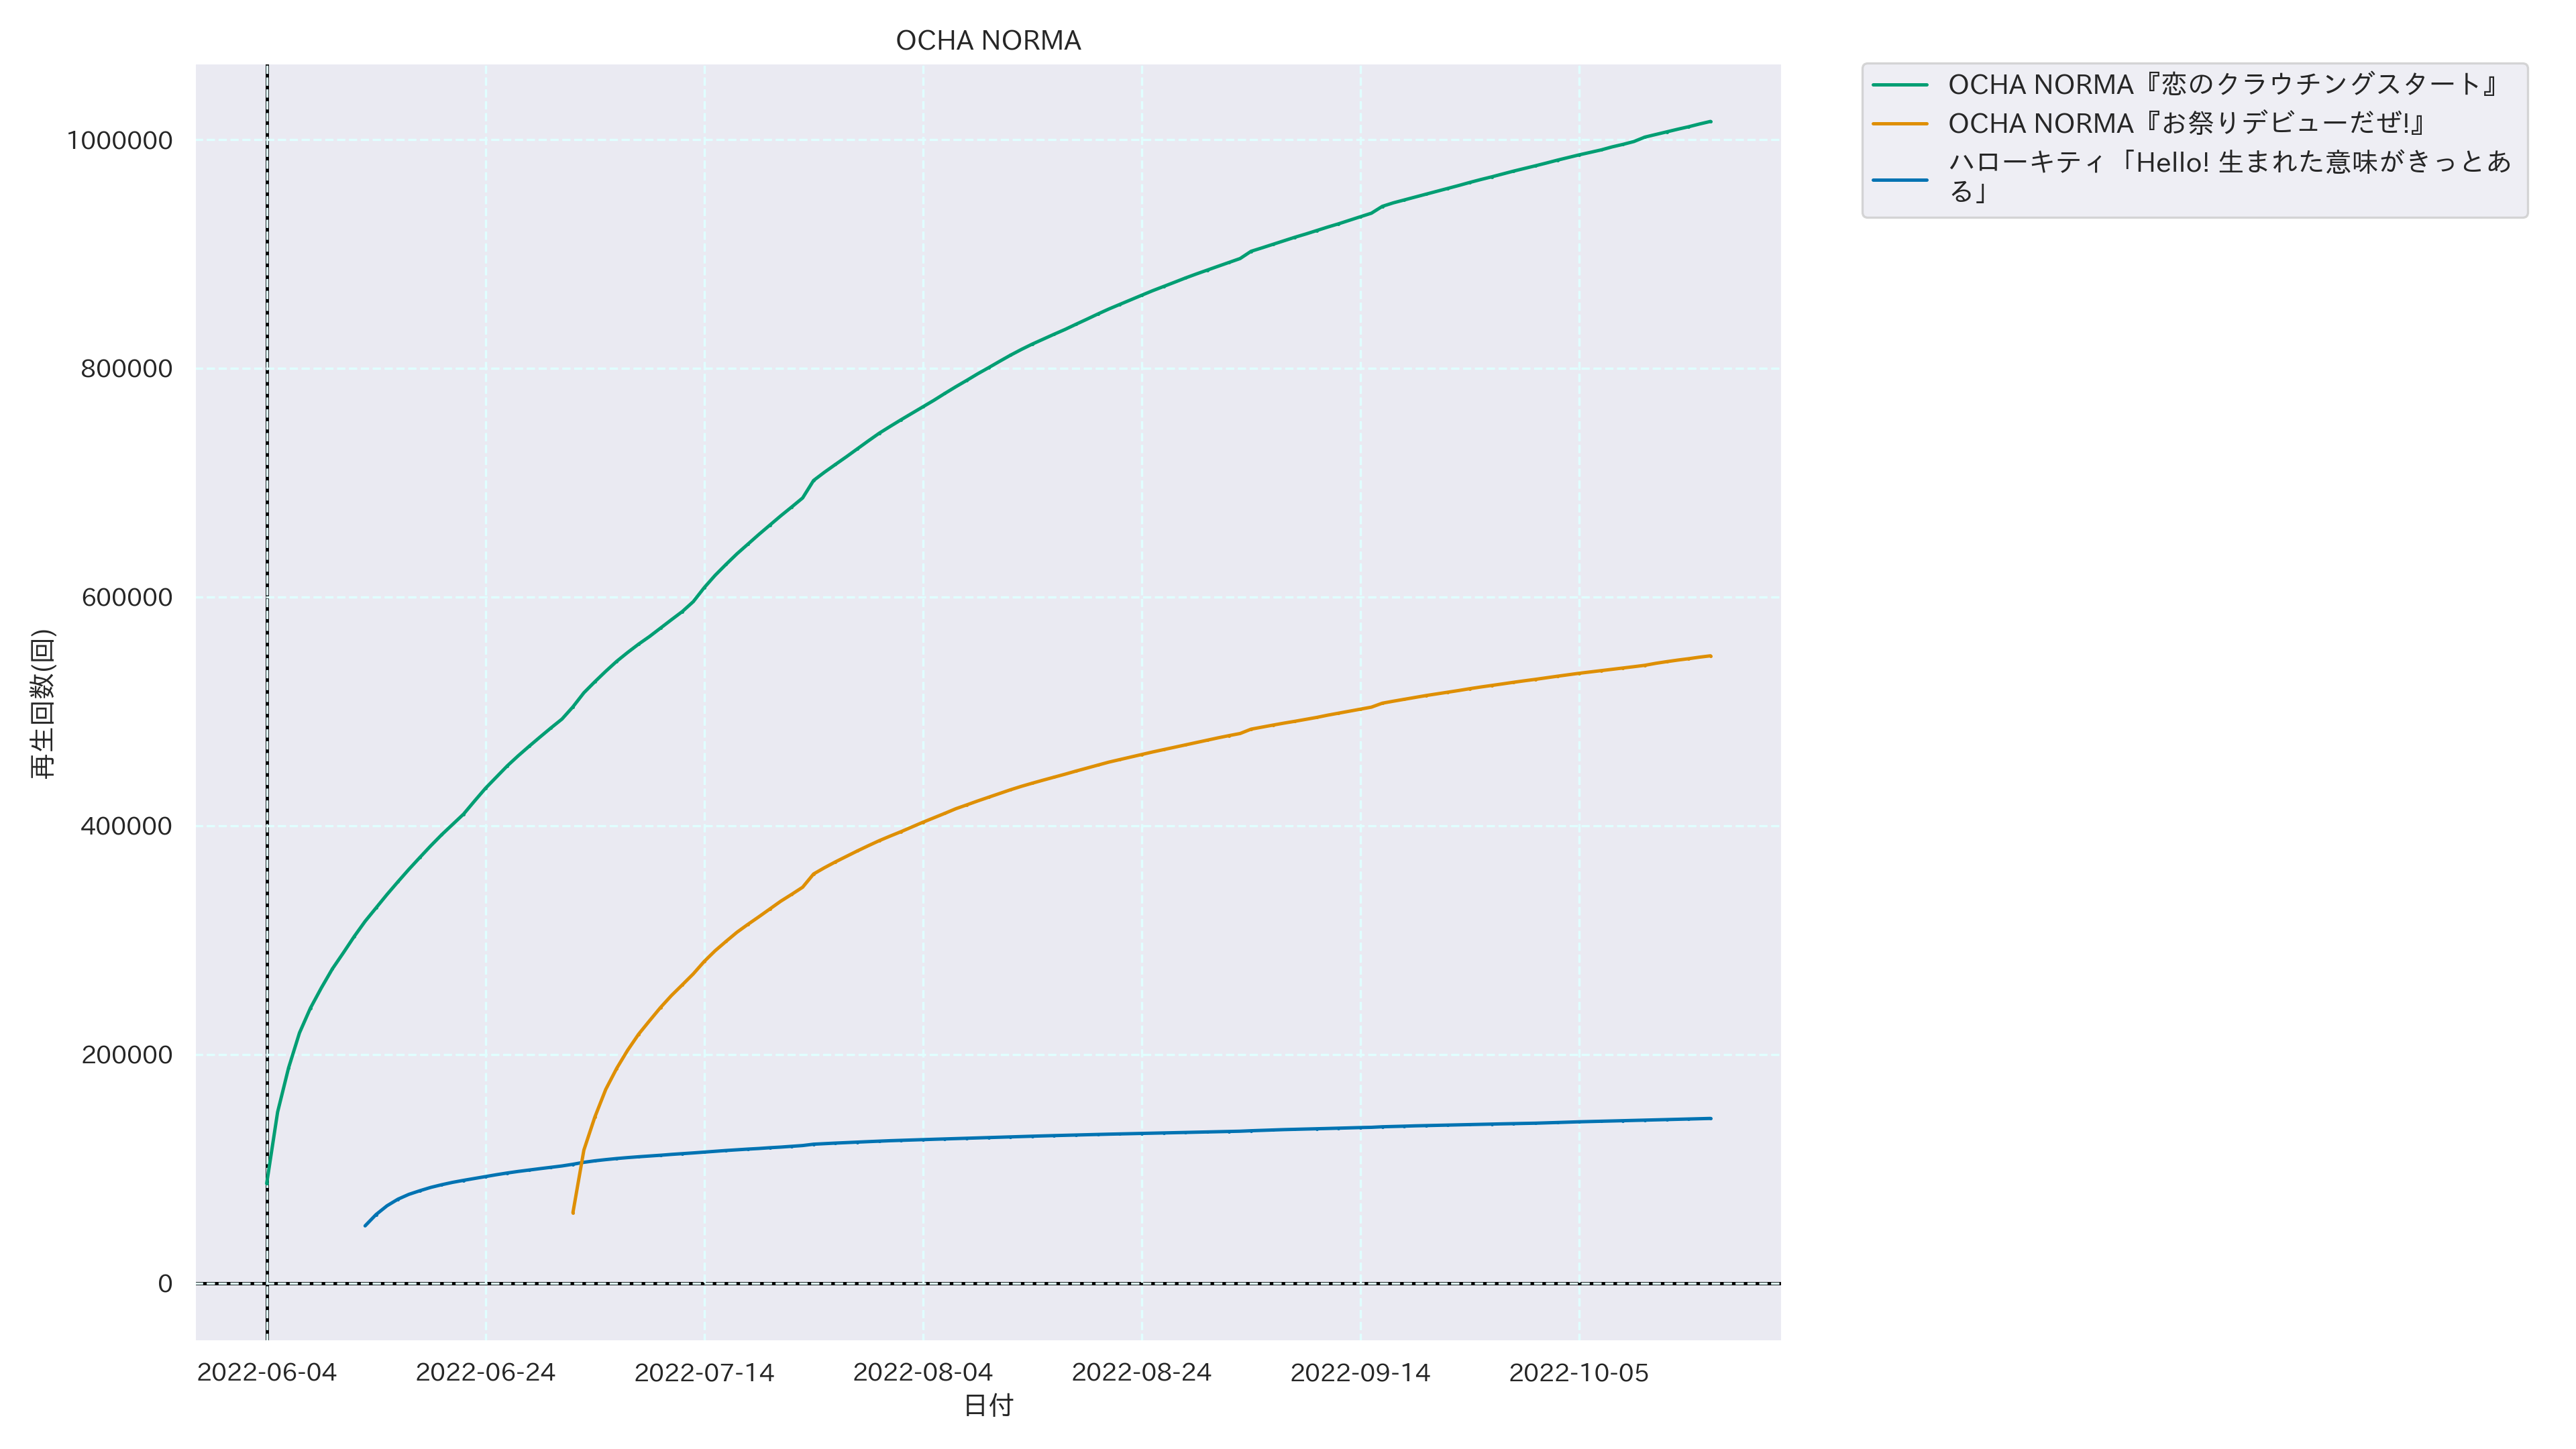 OCHA NORMA
OCHA NORMA『恋のクラウチングスタート』
OCHA NORMA『お祭りデビューだぜ!』
ハローキティ「Hello! 生まれた意味がきっとあ
る」
再生回数(回)
1000000
800000
600000
400000
200000
0
2022-06-04
2022-06-24
2022-07-14
2022-08-04
2022-08-24
2022-09-14
2022-10-05
日付